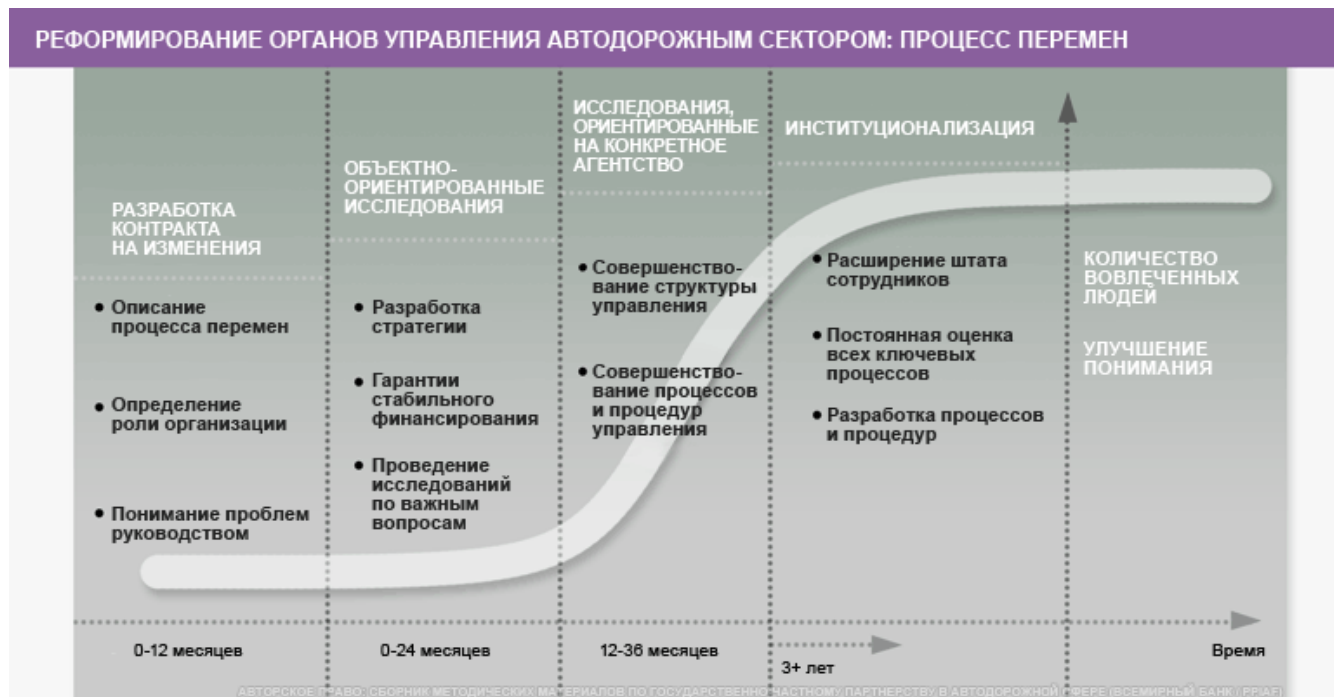 РЕФОРМИРОВАНИЕ ОРГАНОВ УПРАВЛЕНИЯ АВТОДОРОЖНЫМ СЕКТОРОМ: ПРОЦЕСС ПЕРЕМЕН
РАЗРАБОТКА
КОНТРАКТА
НА ИЗМЕНЕНИЯ
• Описание
процесса перемен
• Определение
роли организации
• Понимание проблем
руководством
0-12 месяцев
ОБЪЕКТНО-
ОРИЕНТИРОВАННЫЕ
ИССЛЕДОВАНИЯ
• Разработка
стратегии
• Гарантии
стабильного
финансирования
• Проведение
исследований
по важным
вопросам
0-24 месяцев
ИССЛЕДОВАНИЯ,
ОРИЕНТИРОВАННЫЕ
НА КОНКРЕТНОЕ
АГЕНТСТВО
• Совершенство-
вание структуры
управления
• Совершенство-
вание процессов
и процедур
управления
12-36 месяцев
ИНСТИТУЦИОНАЛИЗАЦИЯ
• Расширение штата
сотрудников
• Постоянная оценка
всех ключевых
процессов
• Разработка процессов
и процедур
3+ лет
КОЛИЧЕСТВО
ВОВЛЕЧЕННЫХ
ЛЮДЕЙ
УЛУЧШЕНИЕ
ПОНИМАНИЯ
Время
АВТОРСКОЕ ПРАВО: СБОРНИК МЕТОДИЧЕСКИХ МАТЕРИАЛОВ ПО ГОСУДАРСТВЕННО ЧАСТНОМУ ПАРТНЕРСТВУ В АВТОДОРОЖНОЙ СФЕРЕ (ВСЕМИРНЫЙ БАНК / PPIAF)